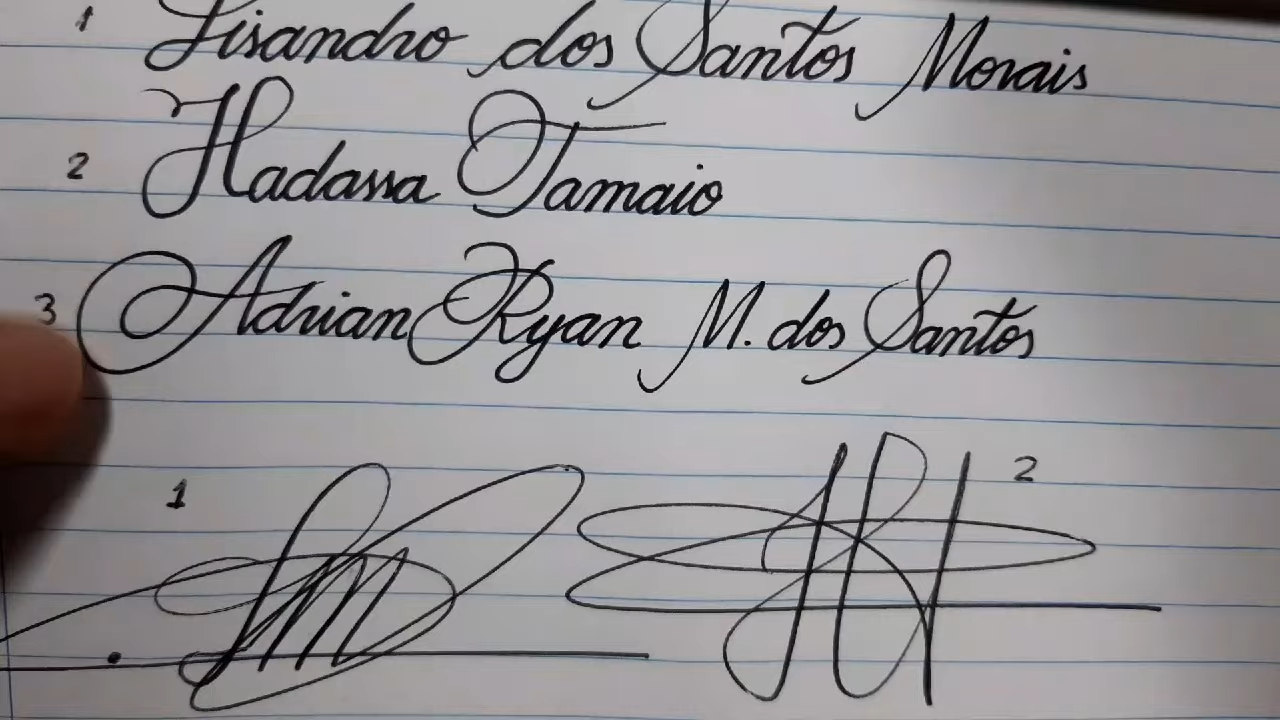 1 Lisandro dos Santos Morais
2 Hadassa Tamaio
3 Adrian Ryan M. dos Santos
1
2